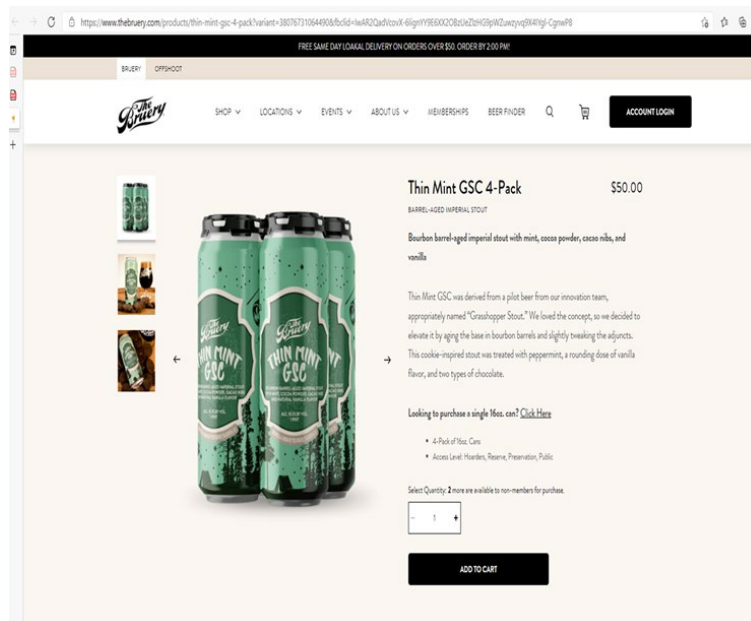 https://www.thebruery.com/products/thin-mint-gsc-4-pack?variant=38076731064490&fbclid=
FREE SAME DAY LOAKAL DELIVERY ON ORDERS OVER $50. ORDER BY 2:00 PM!
BRUERY OFFSHOOT
The Bruery
SHOP LOCATIONS EVENTS ABOUT US MEMBERSHIPS BEER FINDER ACCOUNT LOGIN
Thin Mint GSC 4-Pack $50.00
BARREL-AGED IMPERIAL STOUT
Bourbon barrel-aged imperial stout with mint, cocoa powder, cacao nibs, and
vanilla
Thin Mint GSC was derived from a pilot beer from our innovation team,
appropriately named "Grasshopper Stout." We loved the concept, so we decided to
elevate it by aging the base in bourbon barrels and slightly tweaking the adjuncts.
This cookie-inspired stout was treated with peppermint, a rounding dose of vanilla
flavor, and two types of chocolate.
The Bruery
THIN MINT
GSC
Looking to purchase a single 16oz. can? Click Here
4-Pack of 16oz. Cans
Access Level: Hoarders, Reserve, Preservation, Public
Select Quantity: 2 more are available to non-members for purchase.
- 1 +
ADD TO CART